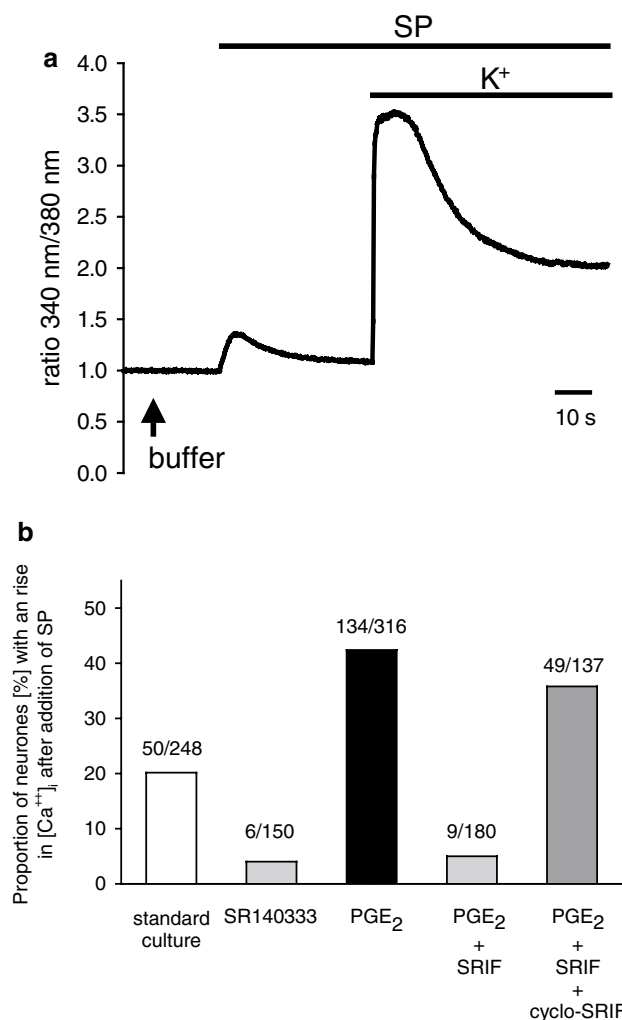 SP
a
K+
4.0
3.5
3.0
2.5
2.0
1.5
1.0
0.5
0.0
ratio 340 nm/380 nm
10 s
buffer
b
Proportion of neurones [%] with an rise
in [Ca++]i after addition of SP
50
40
30
20
10
0
50/248
6/150
134/316
9/180
49/137
standard
culture
SR140333
PGE2
PGE2
+
SRIF
PGE2
+
SRIF
+
cyclo-SRIF